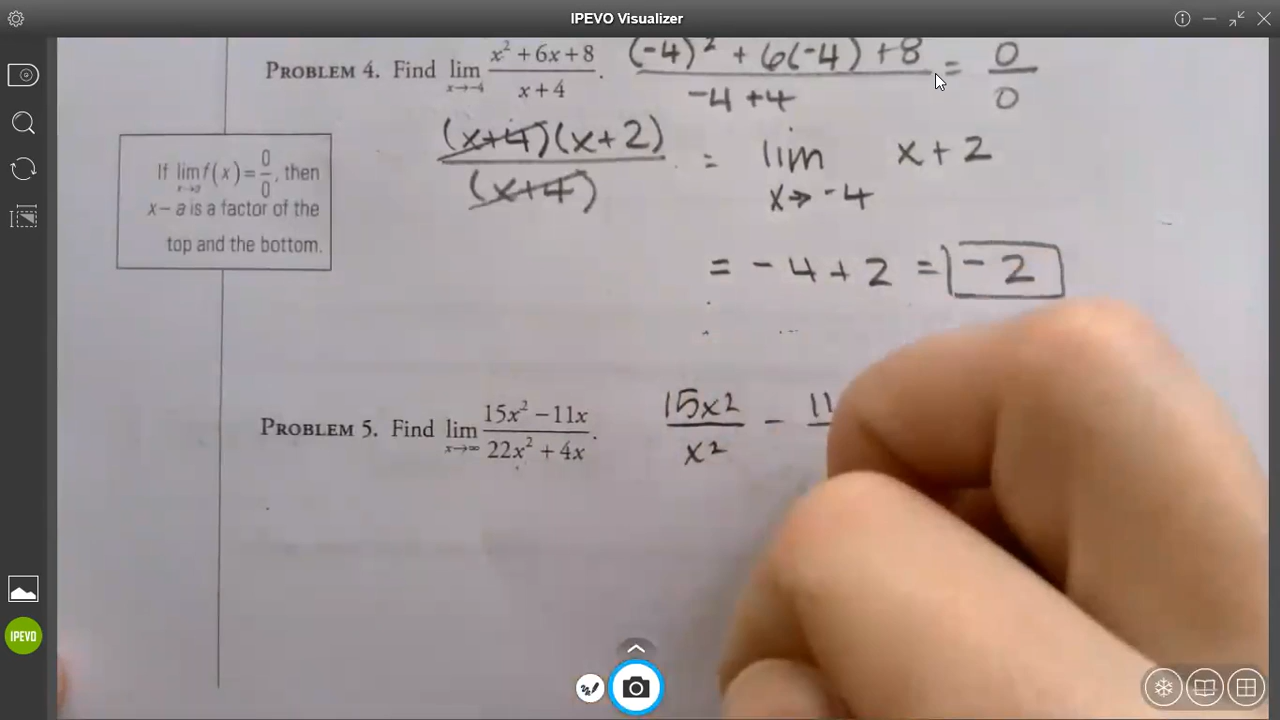 IPEVO Visualizer
PROBLEM 4. Find lim x→-4 (x² + 6x + 8)/(x + 4). ((-4)² + 6(-4) + 8)/(-4 + 4) = 0/0
(x+4)(x+2)/(x+4) = lim x→-4 x + 2
If lim x→a f(x) = 0/0, then
x – a is a factor of the
top and the bottom.
= -4 + 2 = -2
PROBLEM 5. Find lim x→∞ (15x² – 11x)/(22x² + 4x). 15x²/x² - 11
IPEVO